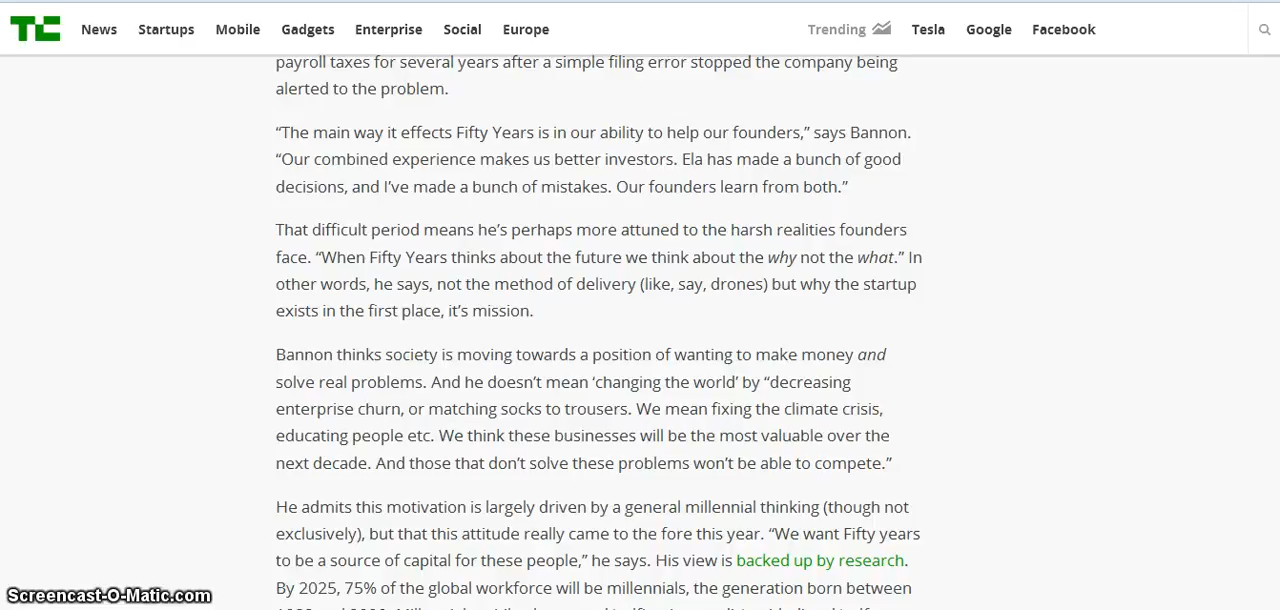 TC News Startups Mobile Gadgets Enterprise Social Europe Trending Tesla Google Facebook
payroll taxes for several years after a simple filing error stopped the company being
alerted to the problem.
“The main way it effects Fifty Years is in our ability to help our founders,” says Bannon.
“Our combined experience makes us better investors. Ela has made a bunch of good
decisions, and I’ve made a bunch of mistakes. Our founders learn from both.”
That difficult period means he’s perhaps more attuned to the harsh realities founders
face. “When Fifty Years thinks about the future we think about the why not the what.” In
other words, he says, not the method of delivery (like, say, drones) but why the startup
exists in the first place, it’s mission.
Bannon thinks society is moving towards a position of wanting to make money and
solve real problems. And he doesn’t mean ‘changing the world’ by “decreasing
enterprise churn, or matching socks to trousers. We mean fixing the climate crisis,
educating people etc. We think these businesses will be the most valuable over the
next decade. And those that don’t solve these problems won’t be able to compete.”
He admits this motivation is largely driven by a general millennial thinking (though not
exclusively), but that this attitude really came to the fore this year. “We want Fifty years
to be a source of capital for these people,” he says. His view is backed up by research.
By 2025, 75% of the global workforce will be millennials, the generation born between
Screencast-O-Matic.com